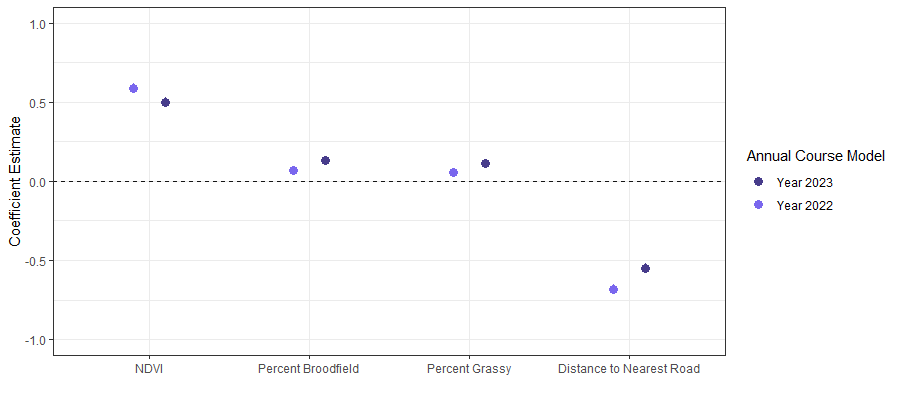 1.0
0.5
0.0
-0.5
-1.0
Coefficient Estimate
NDVI
Percent Broodfield
Percent Grassy
Distance to Nearest Road
Annual Course Model
Year 2023
Year 2022